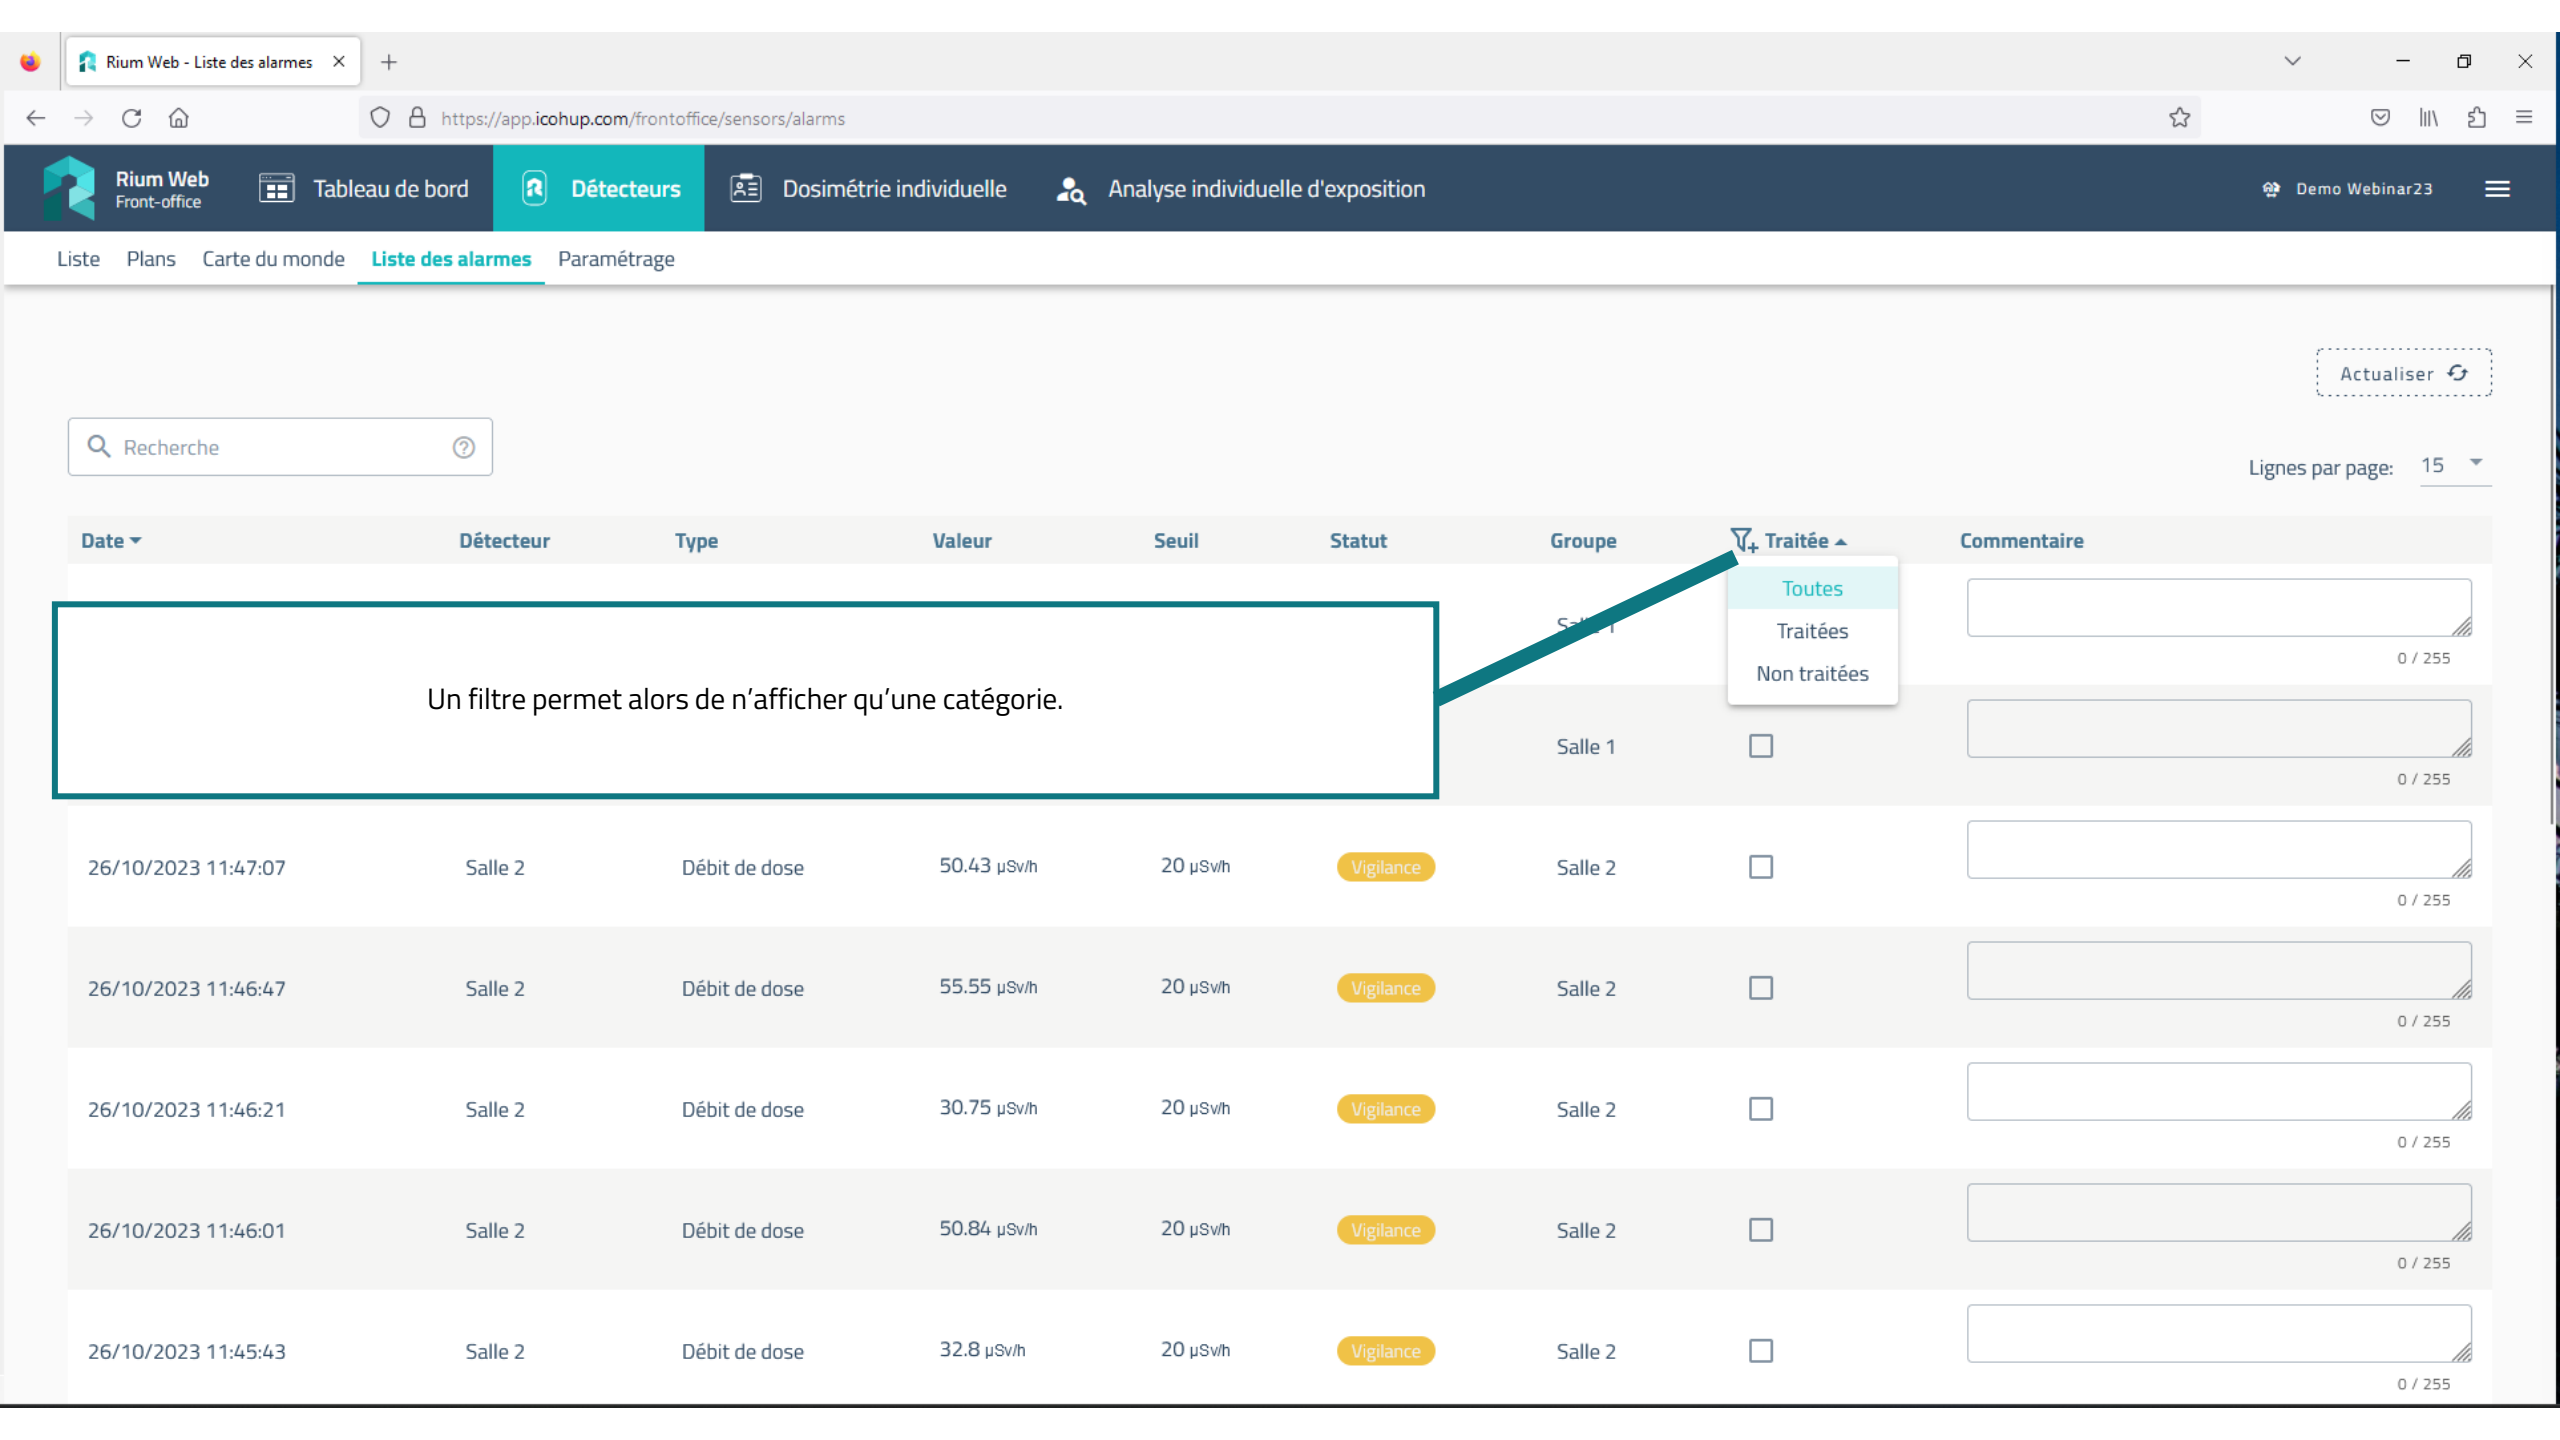 Rium Web - Liste des alarmes
https://app.icohup.com/frontoffice/sensors/alarms
Rium Web
Front-office
Tableau de bord
Détecteurs
Dosimétrie individuelle
Analyse individuelle d'exposition
Demo Webinar23
Liste Plans Carte du monde Liste des alarmes Paramétrage
Actualiser
Recherche
Lignes par page: 15
Date Détecteur Type Valeur Seuil Statut Groupe Traitée Commentaire
Toutes
Traitées
Non traitées
0 / 255
Un filtre permet alors de n’afficher qu’une catégorie.
Salle 1
0 / 255
26/10/2023 11:47:07 Salle 2 Débit de dose 50.43 µSv/h 20 µSv/h Vigilance Salle 2
0 / 255
26/10/2023 11:46:47 Salle 2 Débit de dose 55.55 µSv/h 20 µSv/h Vigilance Salle 2
0 / 255
26/10/2023 11:46:21 Salle 2 Débit de dose 30.75 µSv/h 20 µSv/h Vigilance Salle 2
0 / 255
26/10/2023 11:46:01 Salle 2 Débit de dose 50.84 µSv/h 20 µSv/h Vigilance Salle 2
0 / 255
26/10/2023 11:45:43 Salle 2 Débit de dose 32.8 µSv/h 20 µSv/h Vigilance Salle 2
0 / 255